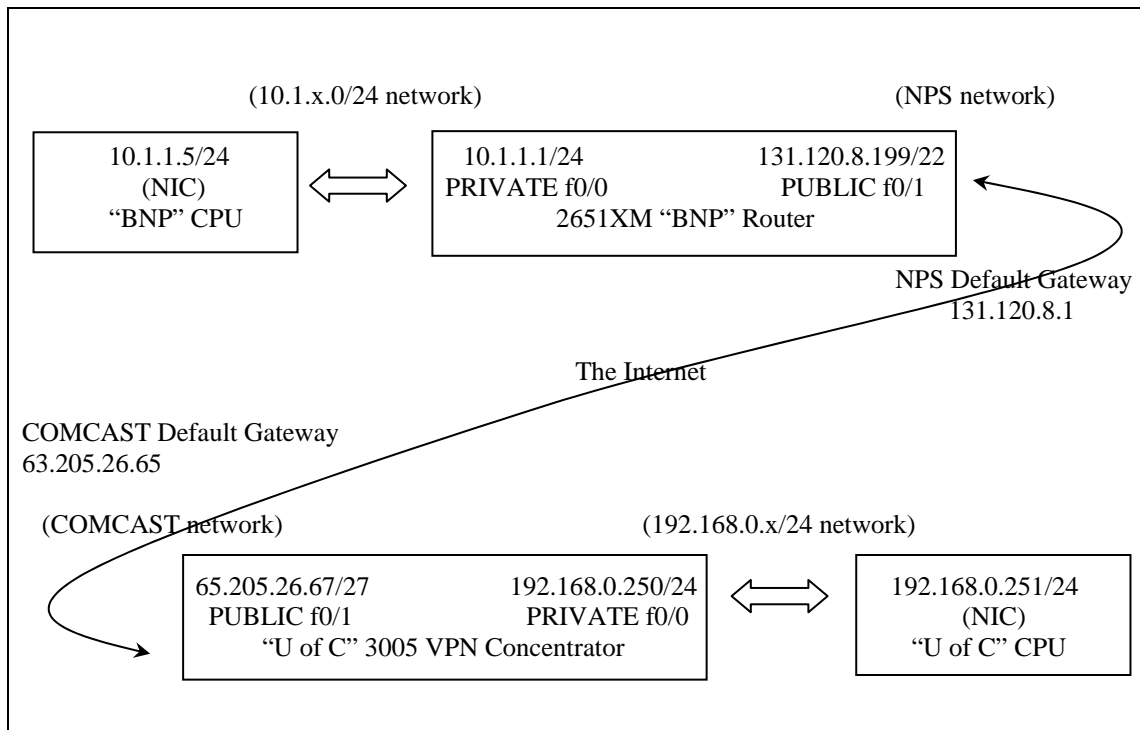 (10.1.x.0/24 network)
(NPS network)
10.1.1.5/24
(NIC)
“BNP” CPU
10.1.1.1/24 131.120.8.199/22
PRIVATE f0/0 PUBLIC f0/1
2651XM “BNP” Router
NPS Default Gateway
131.120.8.1
The Internet
COMCAST Default Gateway
63.205.26.65
(COMCAST network)
(192.168.0.x/24 network)
65.205.26.67/27 192.168.0.250/24
PUBLIC f0/1 PRIVATE f0/0
“U of C” 3005 VPN Concentrator
192.168.0.251/24
(NIC)
“U of C” CPU